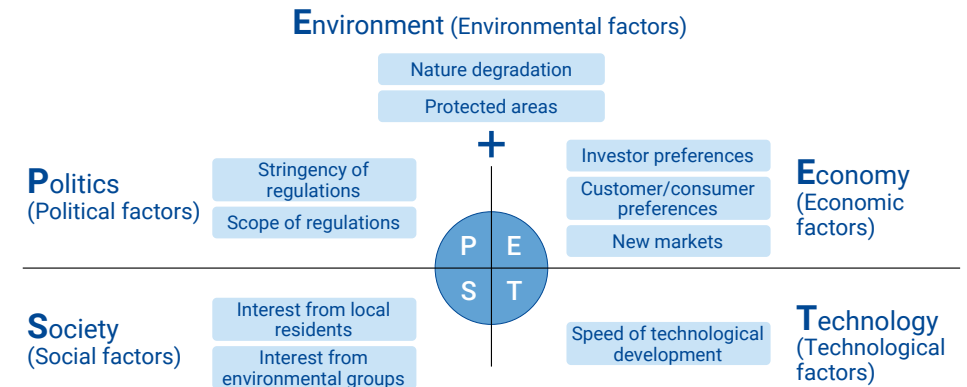 Environment (Environmental factors)
Nature degradation
Protected areas
+
Politics
(Political factors)
Stringency of
regulations
Scope of regulations
Investor preferences
Customer/consumer
preferences
New markets
Economy
(Economic
factors)
P E
S T
Society
(Social factors)
Interest from local
residents
Interest from
environmental groups
Speed of technological
development
Technology
(Technological
factors)